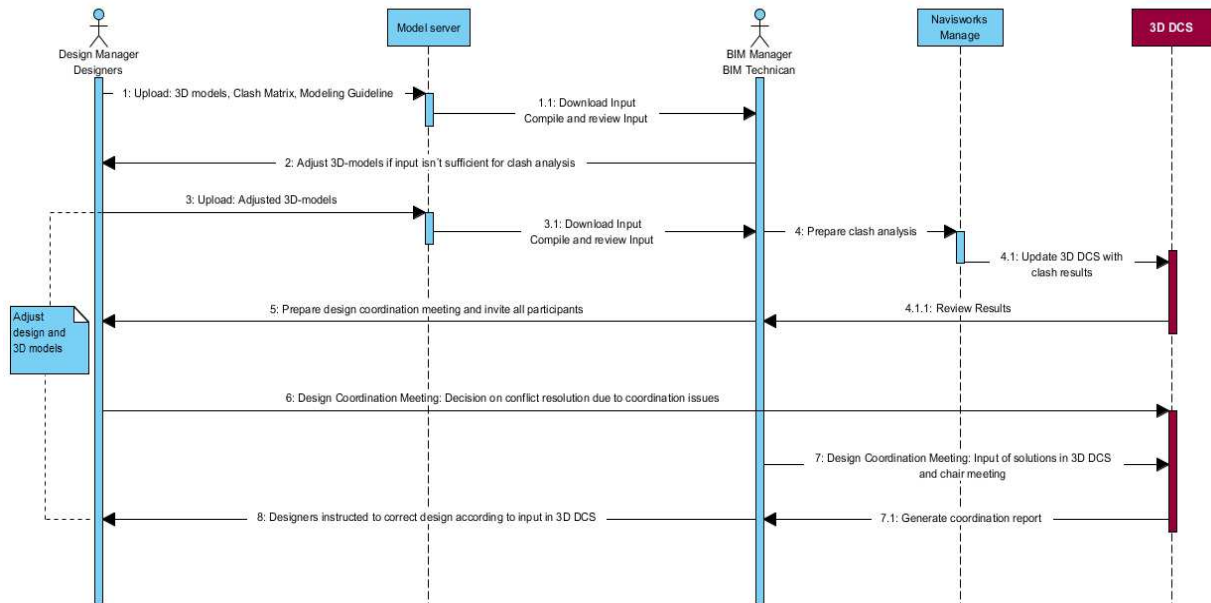 Design Manager
Designers
Model server
BIM Manager
BIM Technican
Navisworks
Manage
3D DCS
1: Upload: 3D models, Clash Matrix, Modeling Guideline
1.1: Download Input
Compile and review Input
2: Adjust 3D-models if input isn´t sufficient for clash analysis
3: Upload: Adjusted 3D-models
3.1: Download Input
Compile and review Input
4: Prepare clash analysis
4.1: Update 3D DCS with
clash results
5: Prepare design coordination meeting and invite all participants
4.1.1: Review Results
Adjust
design and
3D models
6: Design Coordination Meeting: Decision on conflict resolution due to coordination issues
7: Design Coordination Meeting: Input of solutions in 3D DCS
and chair meeting
8: Designers instructed to correct design according to input in 3D DCS
7.1: Generate coordination report